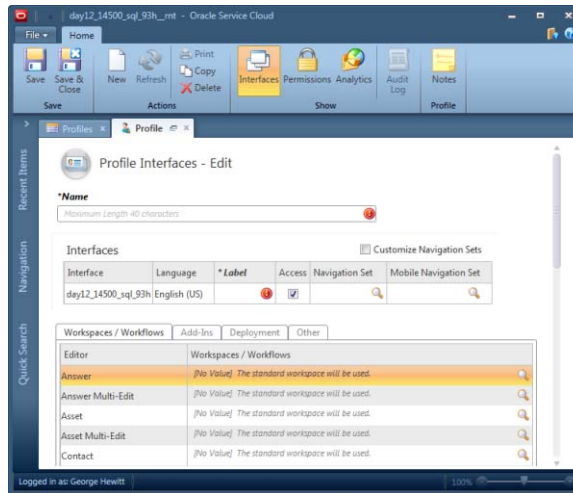 day12_14500_sql_93h_rnt - Oracle Service Cloud
File Home
Save Save & Close New Refresh Print Copy Delete Interfaces Permissions Analytics Audit Log Notes
Save Actions Show Profile
Profiles Profile
Recent Items
Navigation
Quick Search
Profile Interfaces - Edit
*Name
Maximum Length 40 characters
Interfaces Customize Navigation Sets
Interface Language * Label Access Navigation Set Mobile Navigation Set
day12_14500_sql_93h English (US)
Workspaces / Workflows Add-Ins Deployment Other
Editor Workspaces / Workflows
Answer [No Value] The standard workspace will be used.
Answer Multi-Edit [No Value] The standard workspace will be used.
Asset [No Value] The standard workspace will be used.
Asset Multi-Edit [No Value] The standard workspace will be used.
Contact [No Value] The standard workspace will be used.
Logged in as: George Hewitt 100%